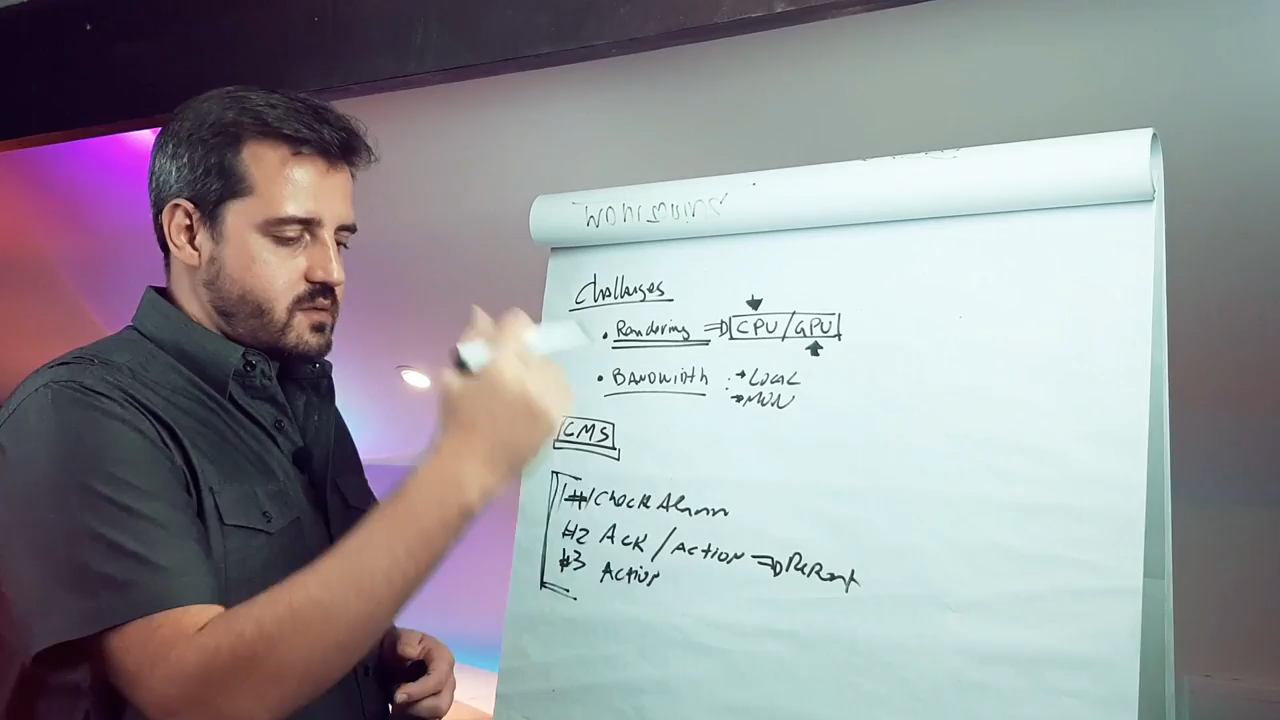 Challenges
• Rendering ⇒ CPU/GPU
• BANDWIDTH : → LOCAL
CMS
#1 Check Alarm
#2 Ack / ACTION ⇒
#3 ACTION